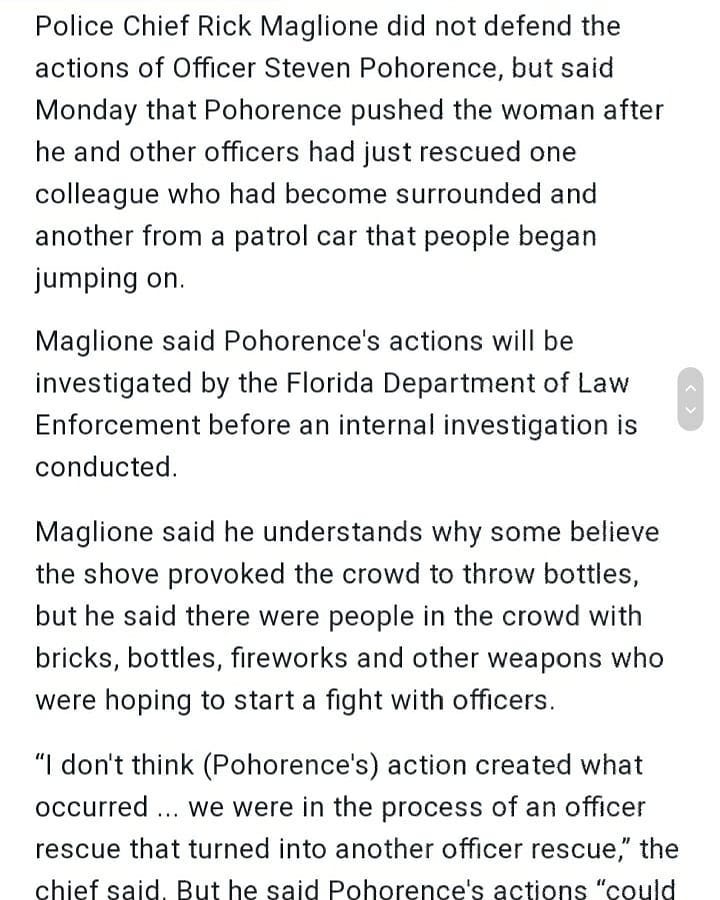 Police Chief Rick Maglione did not defend the
actions of Officer Steven Pohorence, but said
Monday that Pohorence pushed the woman after
he and other officers had just rescued one
colleague who had become surrounded and
another from a patrol car that people began
jumping on.
Maglione said Pohorence's actions will be
investigated by the Florida Department of Law
Enforcement before an internal investigation is
conducted.
Maglione said he understands why some believe
the shove provoked the crowd to throw bottles,
but he said there were people in the crowd with
bricks, bottles, fireworks and other weapons who
were hoping to start a fight with officers.
“I don't think (Pohorence's) action created what
occurred ... we were in the process of an officer
rescue that turned into another officer rescue,” the
chief said. But he said Pohorence's actions “could